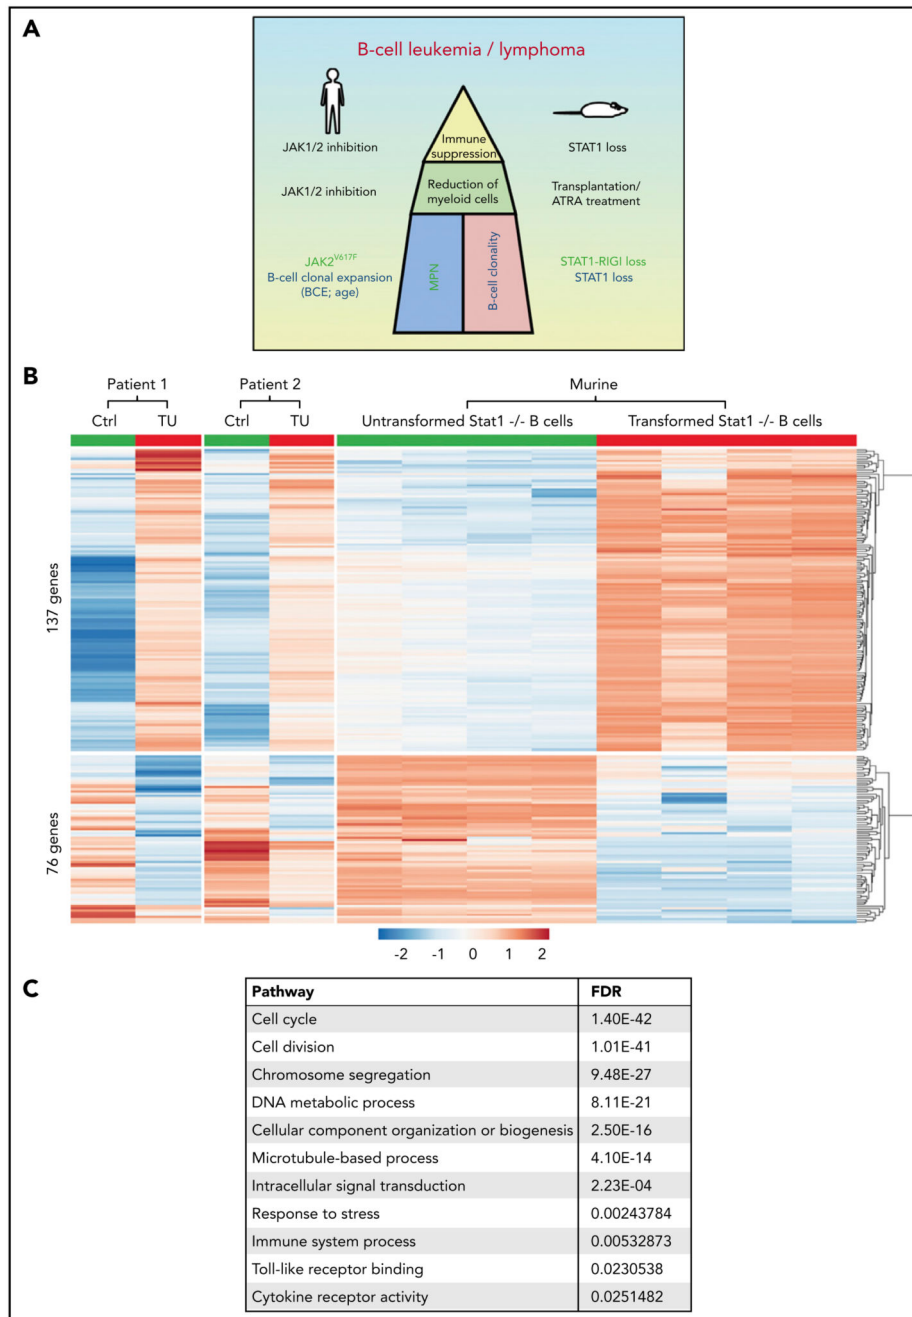 A
B-cell leukemia / lymphoma
JAK1/2 inhibition
Immune
suppression
STAT1 loss
JAK1/2 inhibition
Reduction of
myeloid cells
Transplantation/
ATRA treatment
JAK2V617F
B-cell clonal expansion
(BCE; age)
MPN
B-cell clonality
STAT1-RIGI loss
STAT1 loss
B
Patient 1
Patient 2
Murine
Ctrl
TU
Ctrl
TU
Untransformed Stat1 -/- B cells
Transformed Stat1 -/- B cells
137 genes
76 genes
-2 -1 0 1 2
C
Pathway FDR
Cell cycle 1.40E-42
Cell division 1.01E-41
Chromosome segregation 9.48E-27
DNA metabolic process 8.11E-21
Cellular component organization or biogenesis 2.50E-16
Microtubule-based process 4.10E-14
Intracellular signal transduction 2.23E-04
Response to stress 0.00243784
Immune system process 0.00532873
Toll-like receptor binding 0.0230538
Cytokine receptor activity 0.0251482